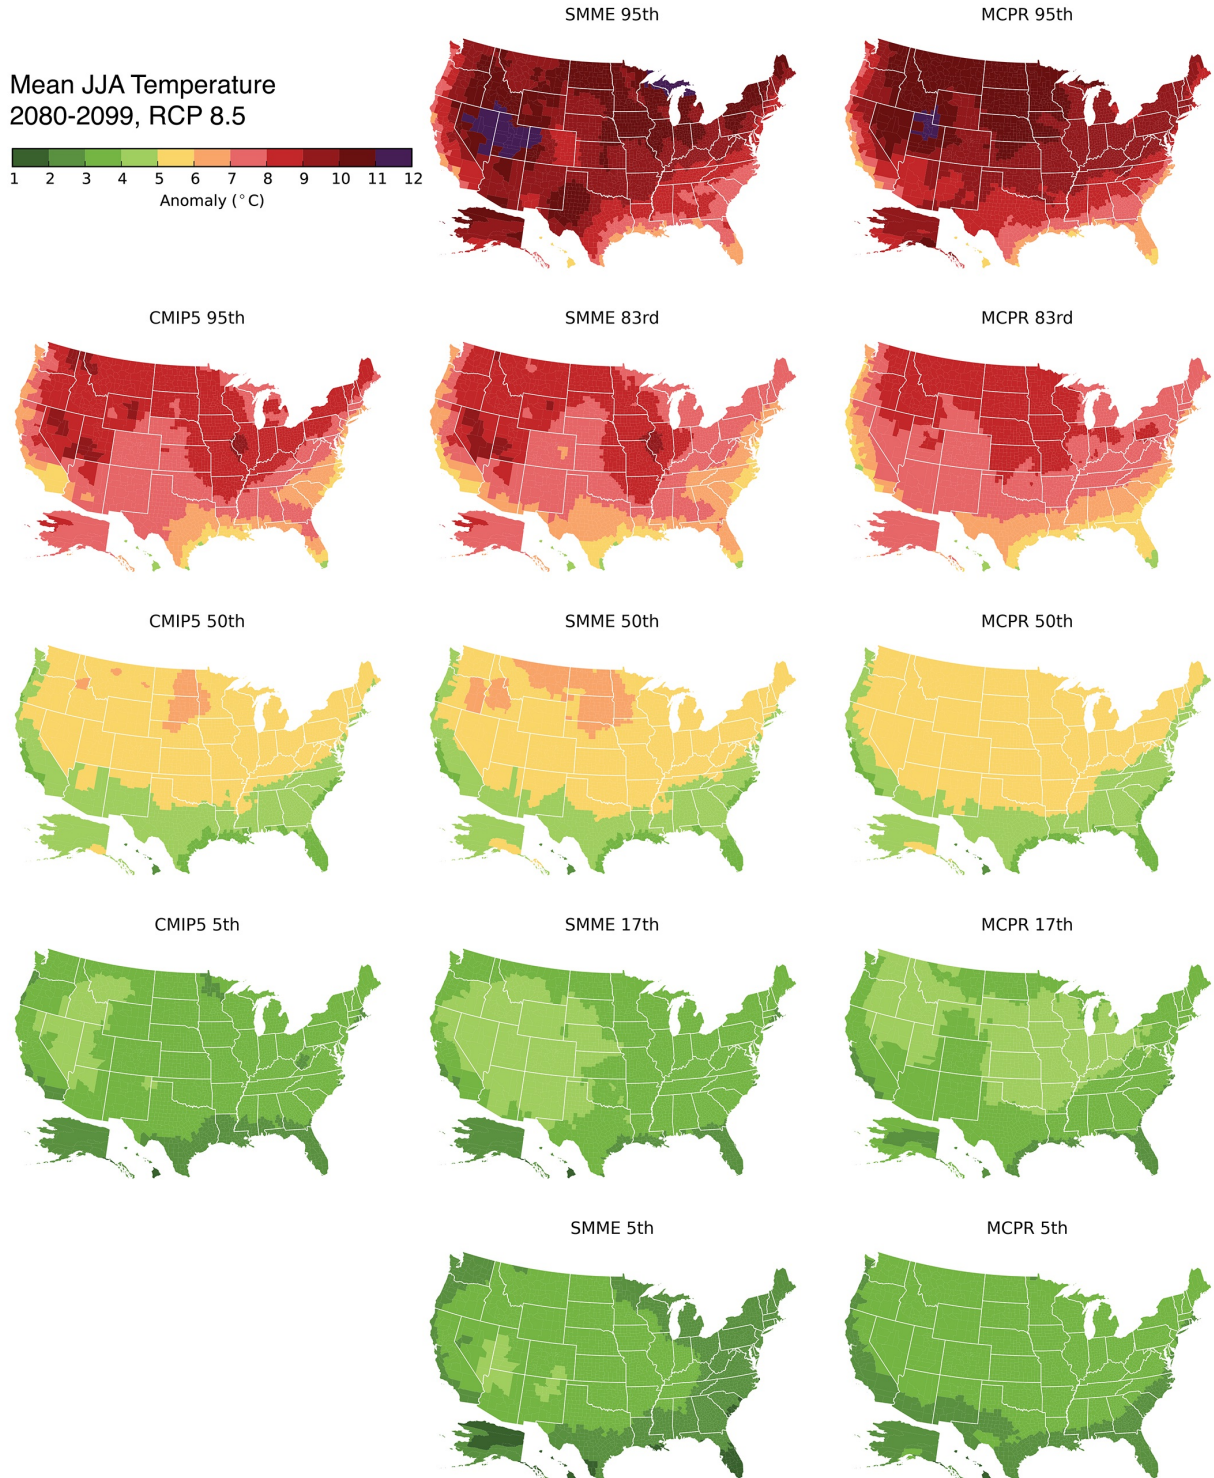 SMME 95th
MCPR 95th
Mean JJA Temperature
2080-2099, RCP 8.5
1 2 3 4 5 6 7 8 9 10 11 12
Anomaly (°C)
CMIP5 95th
SMME 83rd
MCPR 83rd
CMIP5 50th
SMME 50th
MCPR 50th
CMIP5 5th
SMME 17th
MCPR 17th
SMME 5th
MCPR 5th